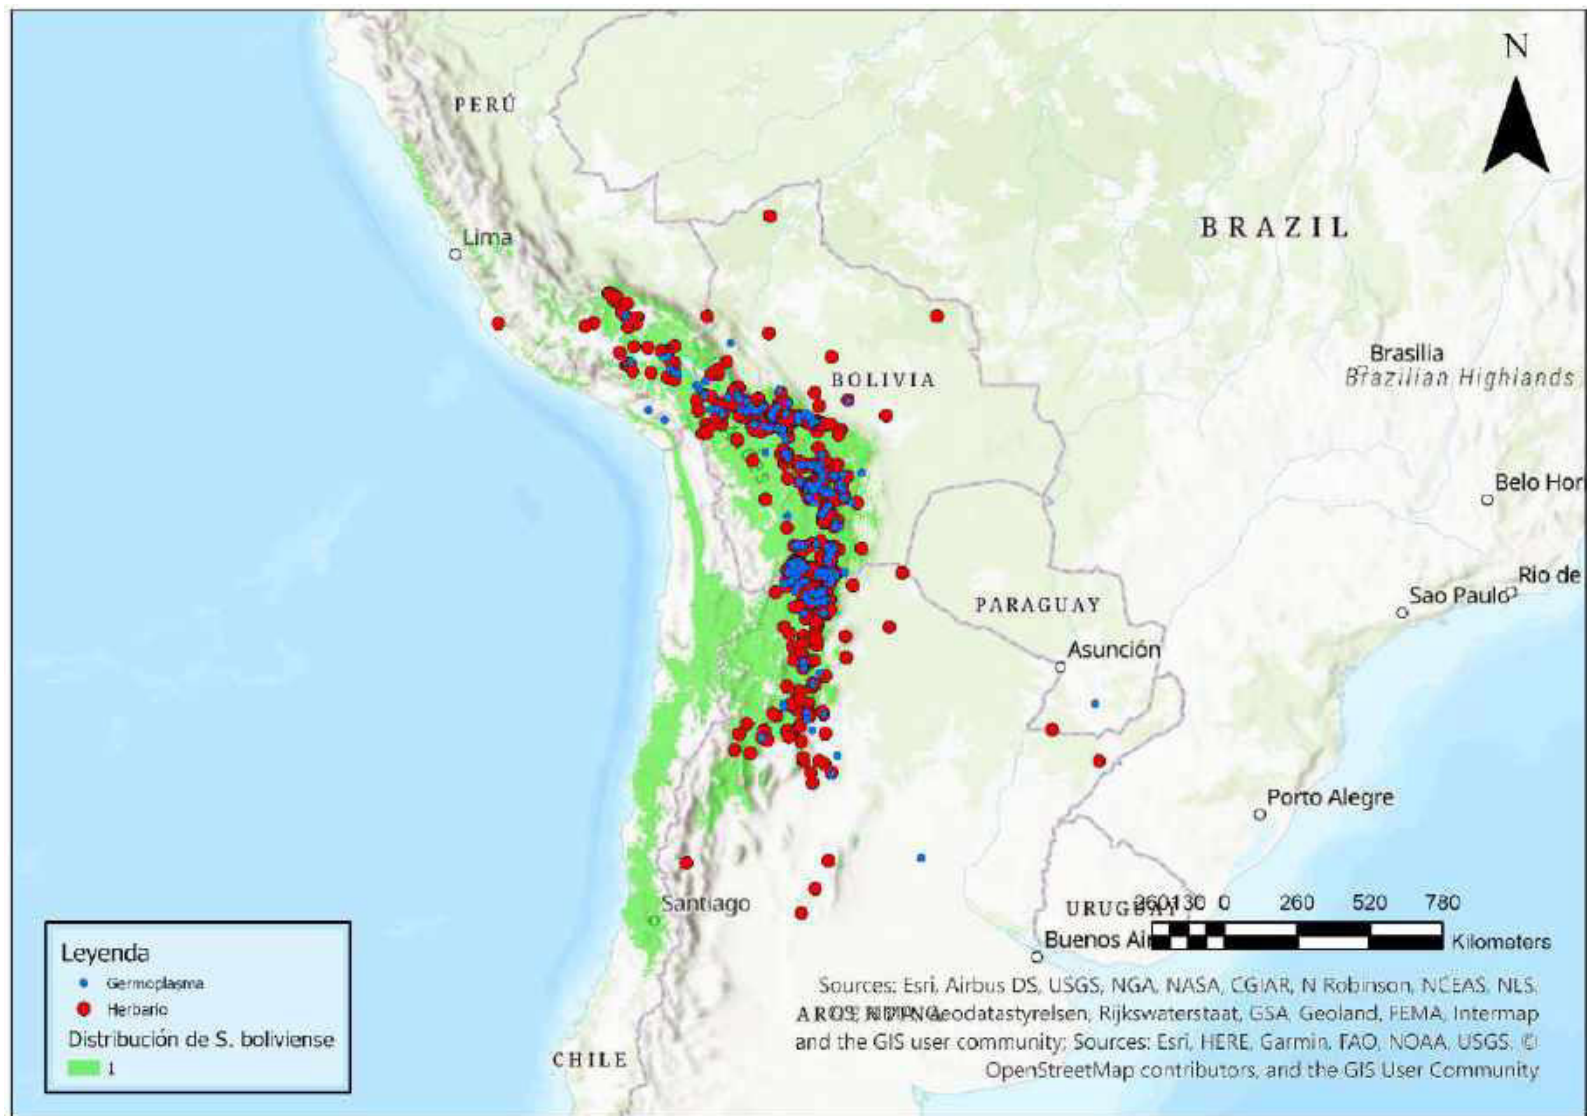 N
PERÚ
BRAZIL
Lima
Brasilia
Brazilian Highlands
BOLIVIA
Belo Hor
Rio de
Sao Paulo
PARAGUAY
Asunción
Porto Alegre
Santiago
URUGUAY
260130 0 260 520 780
Kilometers
Buenos Ai
Leyenda
Germoplasma
Herbario
Distribución de S. boliviense
1
CHILE
Sources: Esri, Airbus DS, USGS, NGA, NASA, CGIAR, N Robinson, NCEAS, NLS,
Geodatastyrelsen, Rijkswaterstaat, GSA, Geoland, FEMA, Intermap
and the GIS user community; Sources: Esri, HERE, Garmin, FAO, NOAA, USGS, ©
OpenStreetMap contributors, and the GIS User Community